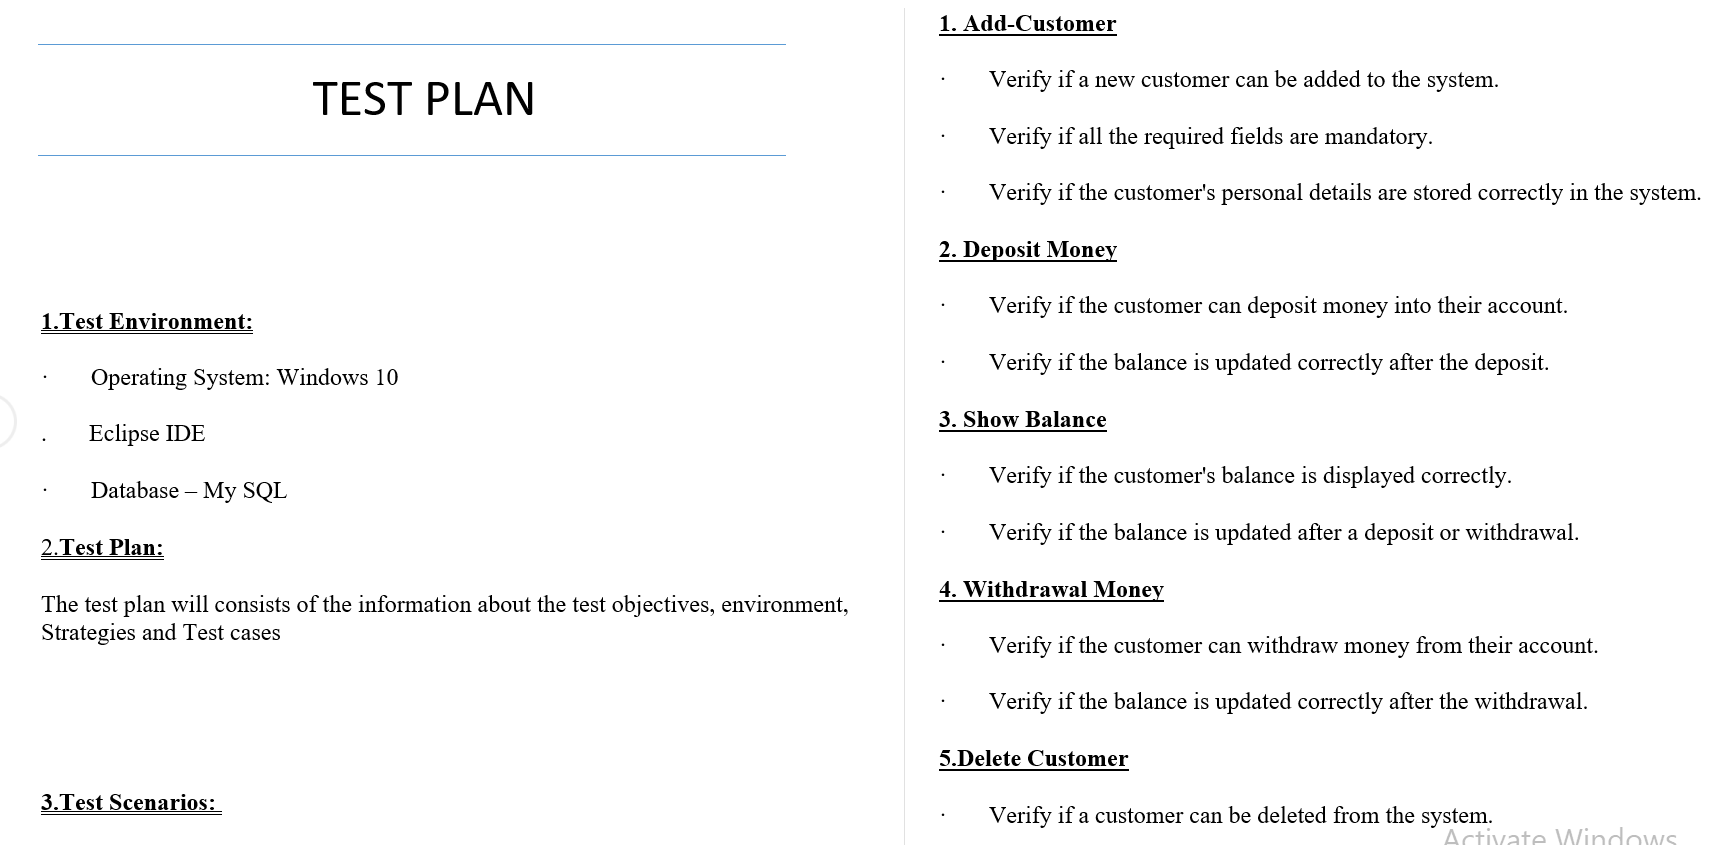 TEST PLAN
1.Test Environment:
· Operating System: Windows 10
. Eclipse IDE
· Database – My SQL
2.Test Plan:
The test plan will consists of the information about the test objectives, environment,
Strategies and Test cases
3.Test Scenarios:
1. Add-Customer
· Verify if a new customer can be added to the system.
· Verify if all the required fields are mandatory.
· Verify if the customer's personal details are stored correctly in the system.
2. Deposit Money
· Verify if the customer can deposit money into their account.
· Verify if the balance is updated correctly after the deposit.
3. Show Balance
· Verify if the customer's balance is displayed correctly.
· Verify if the balance is updated after a deposit or withdrawal.
4. Withdrawal Money
· Verify if the customer can withdraw money from their account.
· Verify if the balance is updated correctly after the withdrawal.
5.Delete Customer
· Verify if a customer can be deleted from the system.
Activate Windows